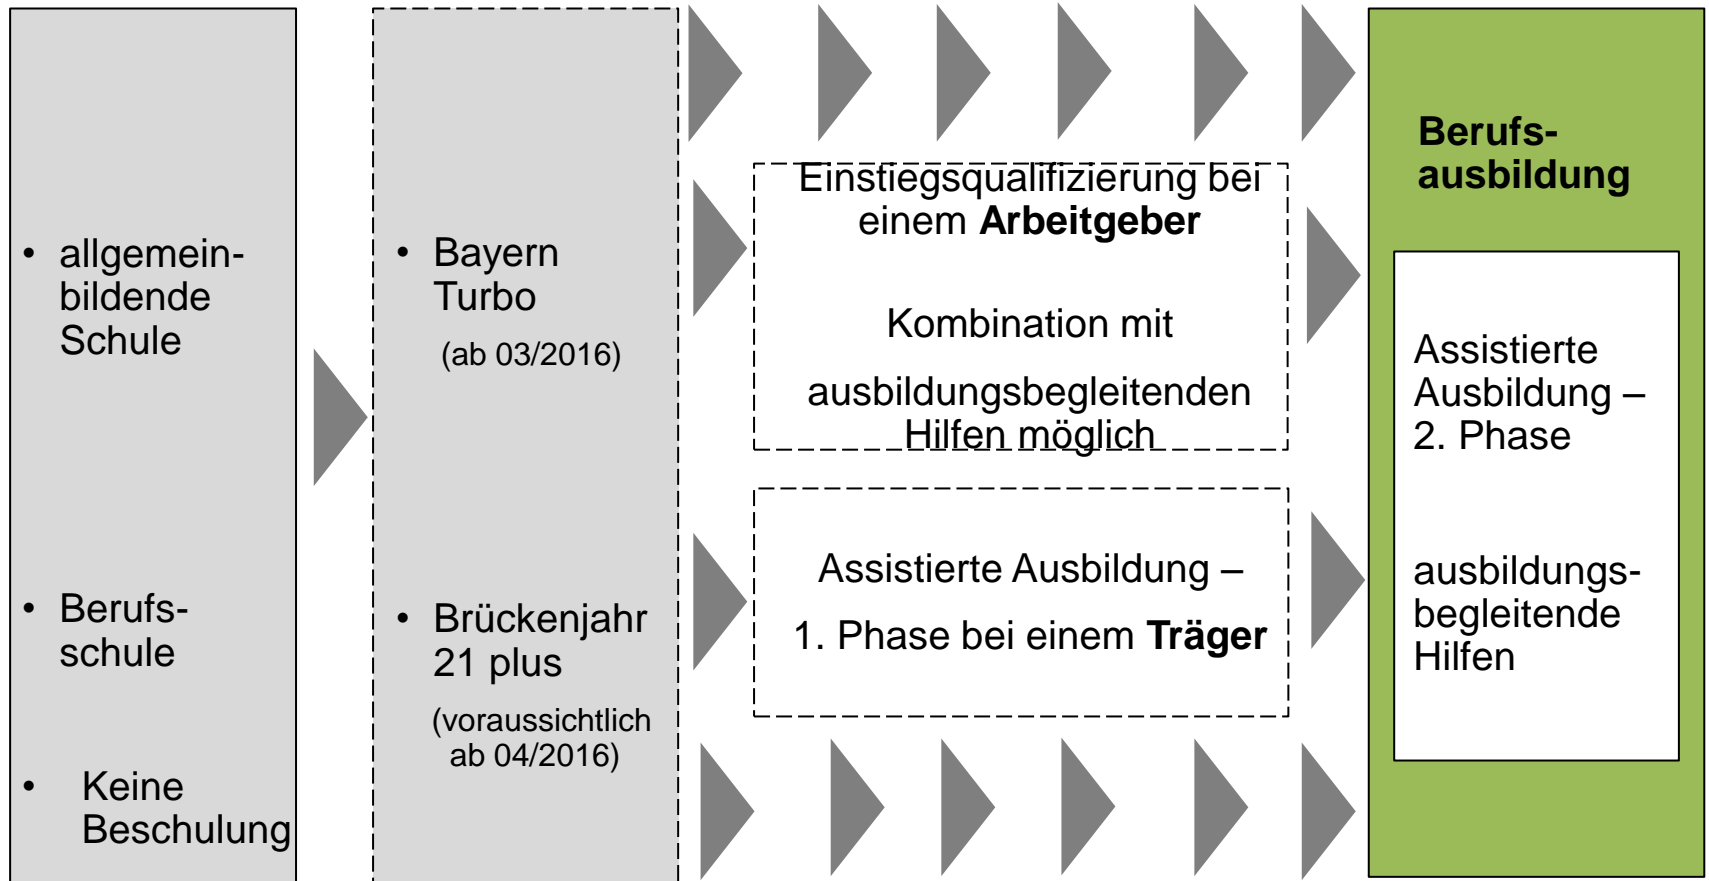 • allgemein-
bildende
Schule
• Berufs-
schule
• Keine
Beschulung
• Bayern
Turbo
(ab 03/2016)
• Brückenjahr
21 plus
(voraussichtlich
ab 04/2016)
Einstiegsqualifizierung bei
einem Arbeitgeber
Kombination mit
ausbildungsbegleitenden
Hilfen möglich
Assistierte Ausbildung –
1. Phase bei einem Träger
Berufs-
ausbildung
Assistierte
Ausbildung –
2. Phase
ausbildungs-
begleitende
Hilfen